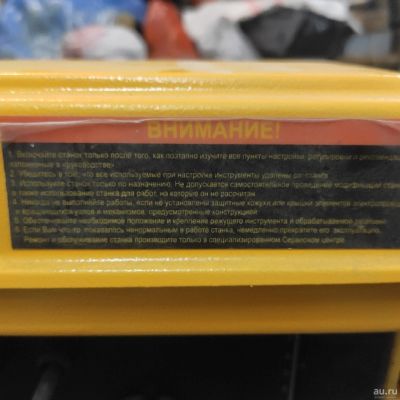 ВНИМАНИЕ!
1. Включайте станок только после того, как поэтапно изучите все пункты настройки, регулировки и рекомендации
изложенные в «руководстве»
2. Убедитесь в том, что все используемые при настройке инструменты удалены со станка
3. Используйте станок только по назначению. Не допускается самостоятельное проведение модификации станка
а также использование станка для работ, на которые он не рассчитан
4. Никогда не выполняйте работы, если не установлены защитные кожухи или крышки элементов электропривода
и вращающихся узлов и механизмов, предусмотренные конструкцией
5. Обеспечивайте необходимое положение и крепление режущего инструмента и обрабатываемой
6. Если Вам что-то показалось ненормальным в работе станка, немедленно прекратите его эксплуатацию.
Ремонт и обслуживание станка производите только в специализированном Сервисном центре.
au.ru